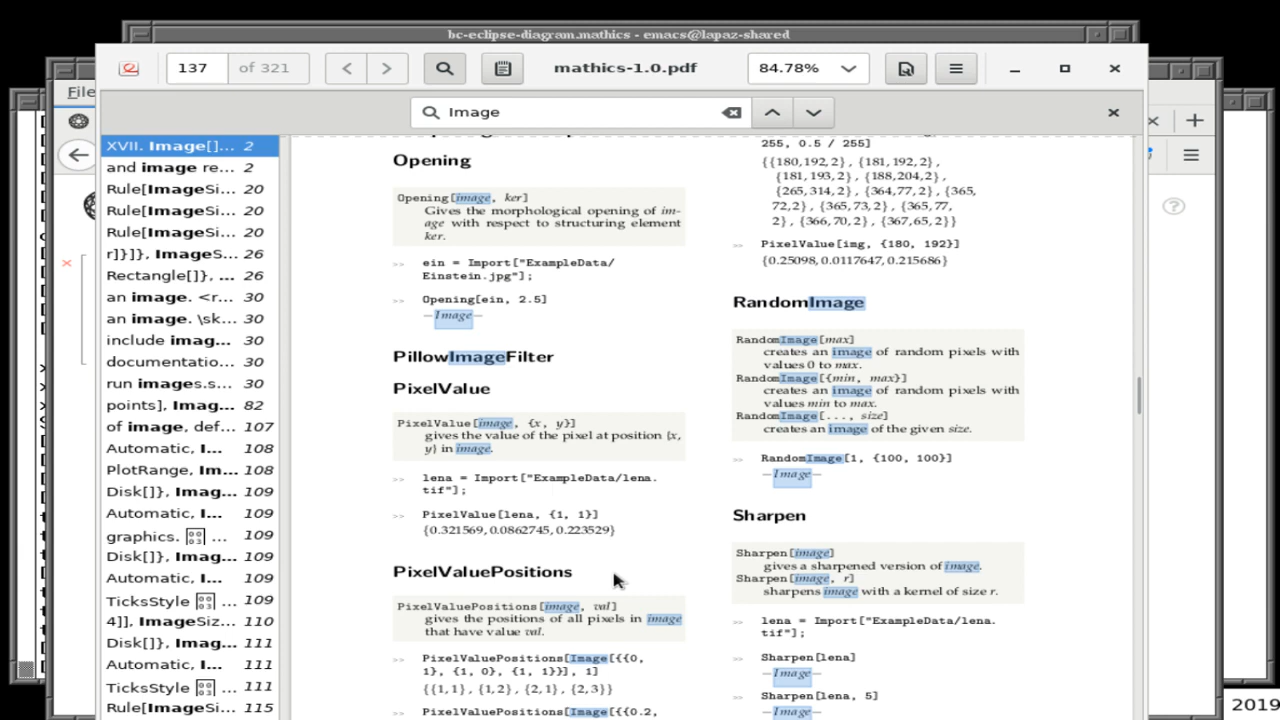 bc-eclipse-diagram.mathics - emacs@lapaz-shared
137 of 321
mathics-1.0.pdf
84.78%
File
Image
XVII. Image[]... 2
and image re... 2
Rule[ImageSi... 20
Rule[ImageSi... 20
Rule[ImageSi... 20
r]}]}, ImageS... 26
Rectangle[]}, ... 26
an image. <r... 30
an image. \sk... 30
include imag... 30
documentatio... 30
run images.s... 30
points], Imag... 82
of image, def... 107
Automatic, I... 108
PlotRange, Im... 108
Disk[]}, Imag... 109
Automatic, I... 109
graphics. ... 109
Disk[]}, Imag... 109
Automatic, I... 109
TicksStyle ... 109
4]], ImageSiz... 110
Disk[]}, Imag... 111
Automatic, I... 111
TicksStyle ... 111
Rule[ImageSi... 115
Opening
Opening[image, ker]
Gives the morphological opening of im-
age with respect to structuring element
ker.
>> ein = Import["ExampleData/
Einstein.jpg"];
>> Opening[ein, 2.5]
—Image—
PillowImageFilter
PixelValue
PixelValue[image, {x, y}]
gives the value of the pixel at position {x,
y} in image.
>> lena = Import["ExampleData/lena.
tif"];
>> PixelValue[lena, {1, 1}]
{0.321569, 0.0862745, 0.223529}
PixelValuePositions
PixelValuePositions[image, val]
gives the positions of all pixels in image
that have value val.
>> PixelValuePositions[Image[{{0,
1}, {1, 0}, {1, 1}}], 1]
{{1, 1}, {1, 2}, {2, 1}, {2, 3}}
>> PixelValuePositions[Image[{{0.2,
255, 0.5 / 255]
{{180, 192, 2}, {181, 192, 2},
{181, 193, 2}, {188, 204, 2},
{265, 314, 2}, {364, 77, 2}, {365,
72, 2}, {365, 73, 2}, {365, 77,
2}, {366, 70, 2}, {367, 65, 2}}
>> PixelValue[img, {180, 192}]
{0.25098, 0.0117647, 0.215686}
RandomImage
RandomImage[max]
creates an image of random pixels with
values 0 to max.
RandomImage[{min, max}]
creates an image of random pixels with
values min to max.
RandomImage[..., size]
creates an image of the given size.
>> RandomImage[1, {100, 100}]
—Image—
Sharpen
Sharpen[image]
gives a sharpened version of image.
Sharpen[image, r]
sharpens image with a kernel of size r.
>> lena = Import["ExampleData/lena.
tif"];
>> Sharpen[lena]
—Image—
>> Sharpen[lena, 5]
—Image—
2019